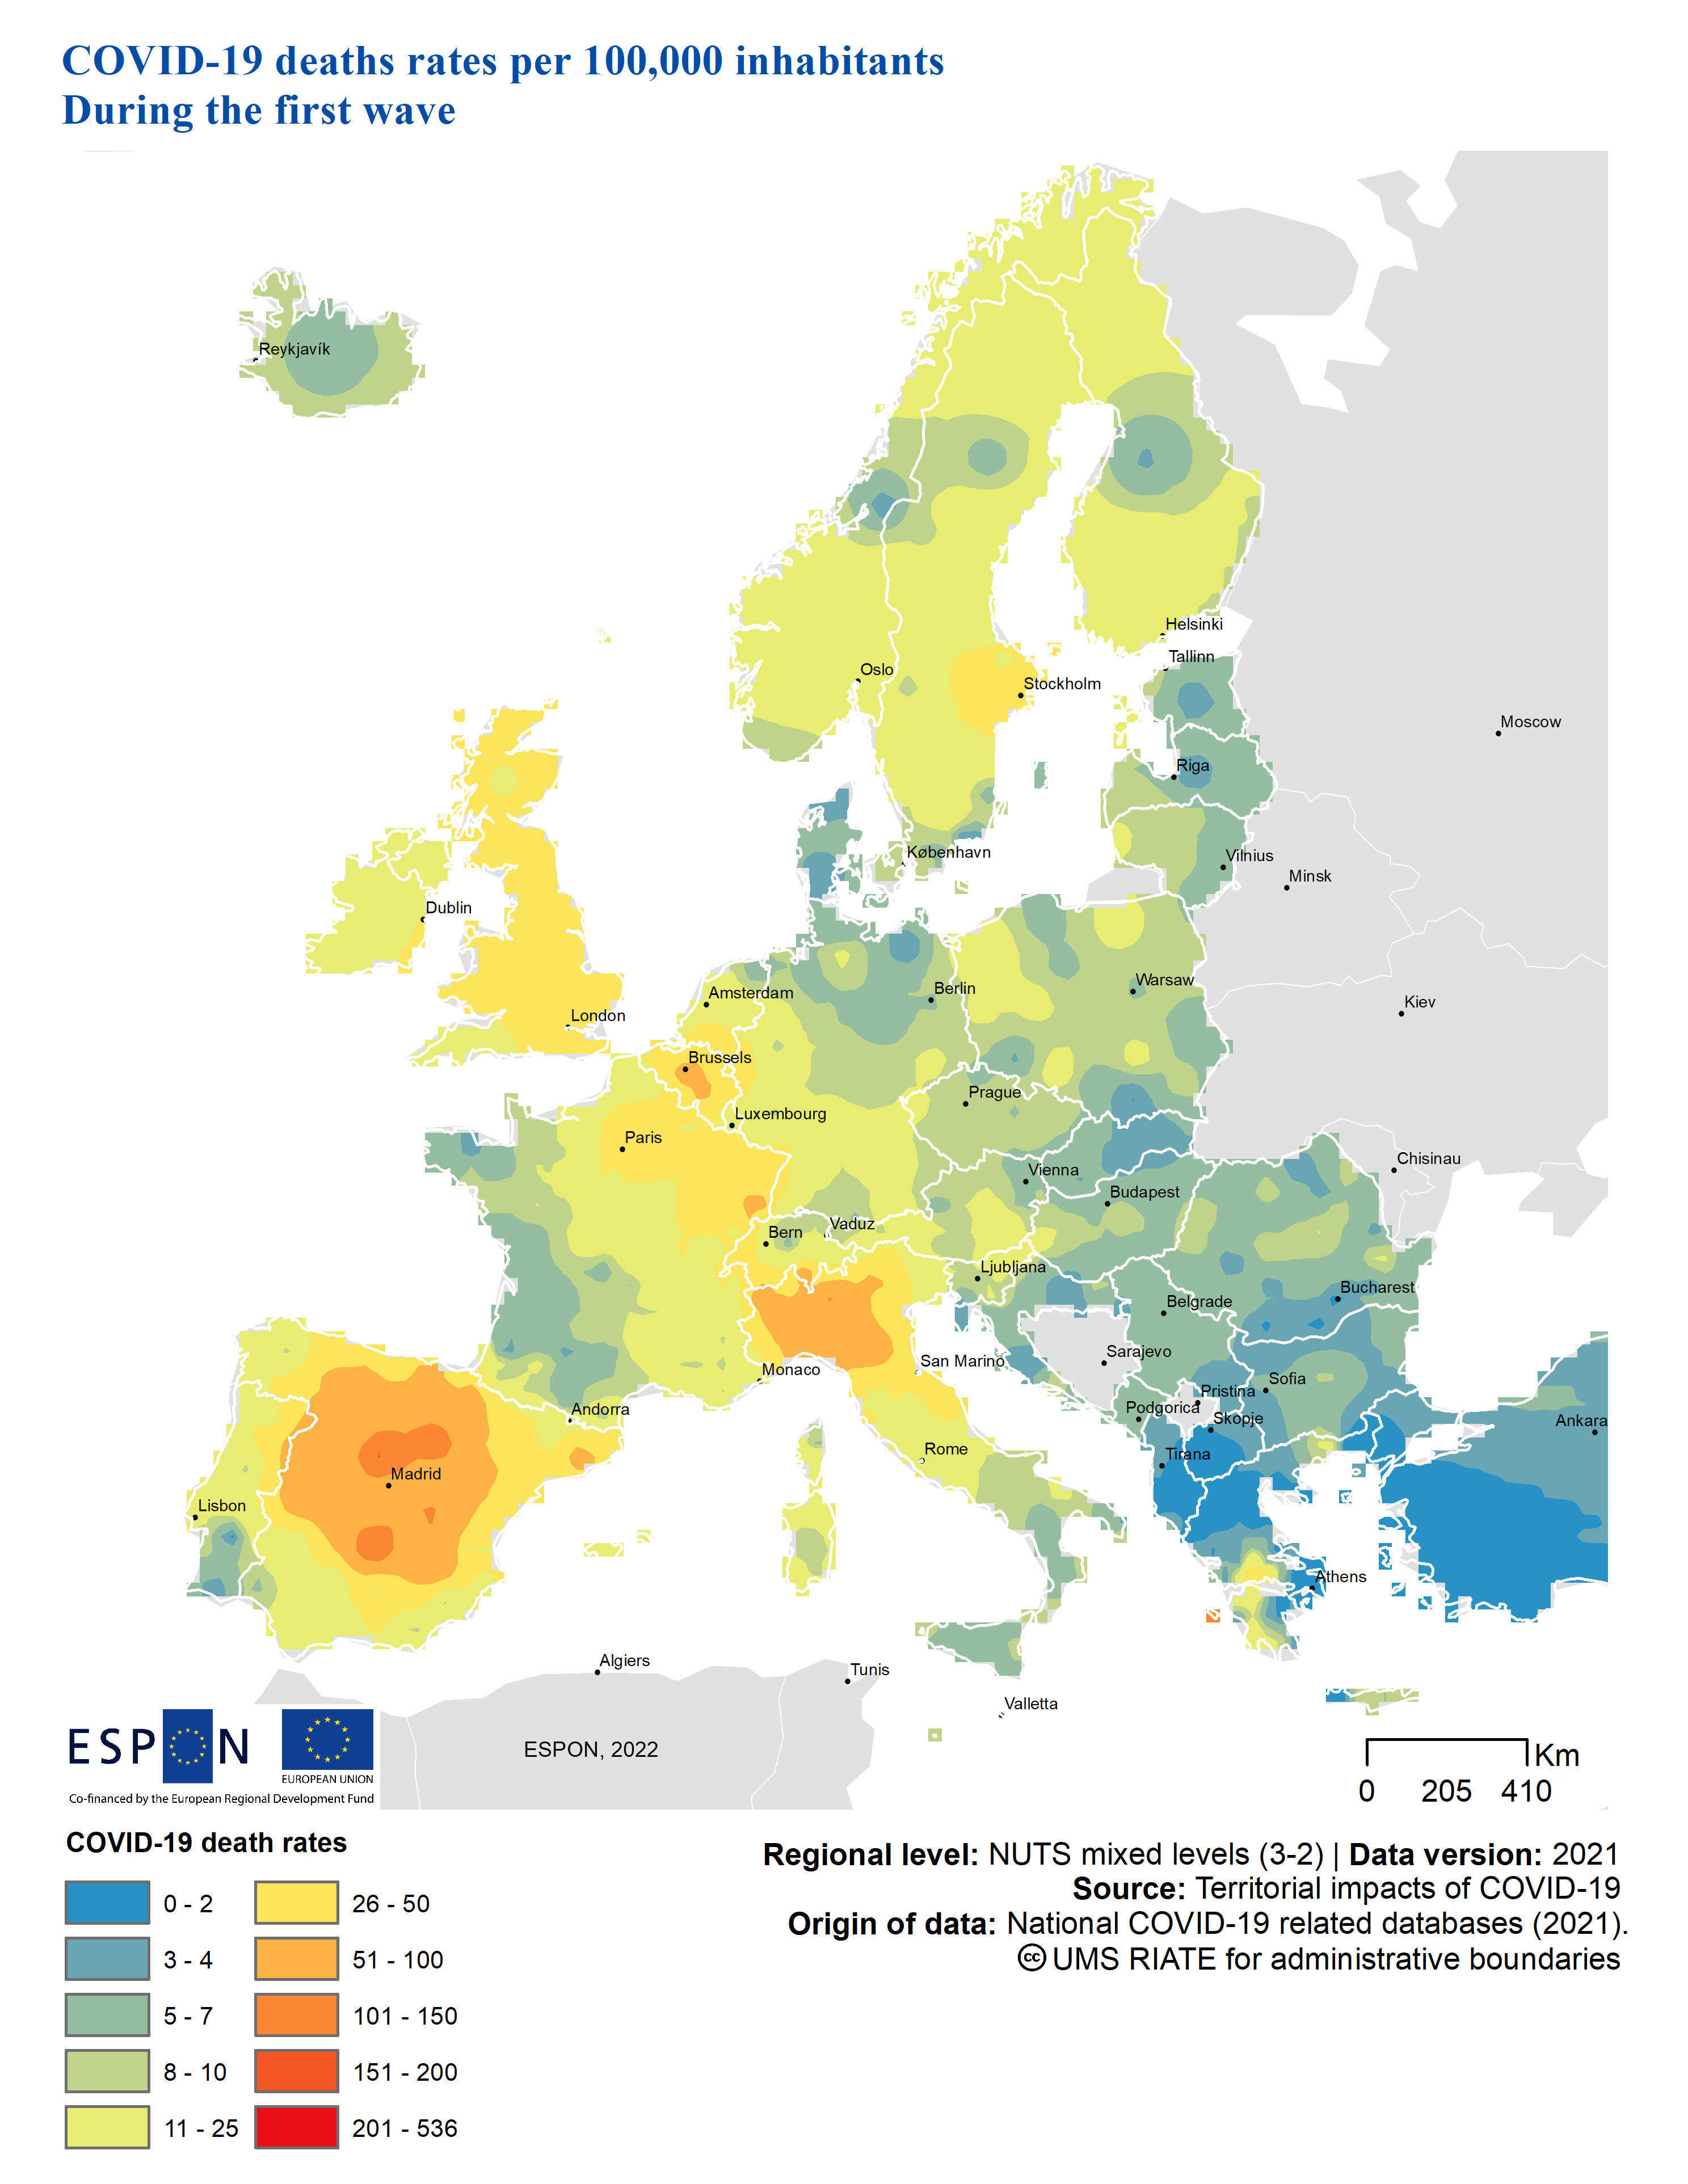 COVID-19 deaths rates per 100,000 inhabitants
During the first wave
Reykjavík
Helsinki
Tallinn
Oslo
Stockholm
Moscow
Riga
København
Vilnius
Minsk
Dublin
Warsaw
Berlin
Amsterdam
Kiev
London
Brussels
Prague
Luxembourg
Paris
Chisinau
Vienna
Budapest
Vaduz
Bern
Ljubljana
Bucharest
Belgrade
Sarajevo
San Marino
Monaco
Sofia
Pristina
Andorra
Podgorica
Skopje
Ankara
Rome
Tirana
Madrid
Lisbon
Athens
Algiers
Tunis
Valletta
ESPON
EUROPEAN UNION
Co-financed by the European Regional Development Fund
ESPON, 2022
Km
0 205 410
COVID-19 death rates
0 - 2
3 - 4
5 - 7
8 - 10
11 - 25
26 - 50
51 - 100
101 - 150
151 - 200
201 - 536
Regional level: NUTS mixed levels (3-2) | Data version: 2021
Source: Territorial impacts of COVID-19
Origin of data: National COVID-19 related databases (2021).
cc UMS RIATE for administrative boundaries